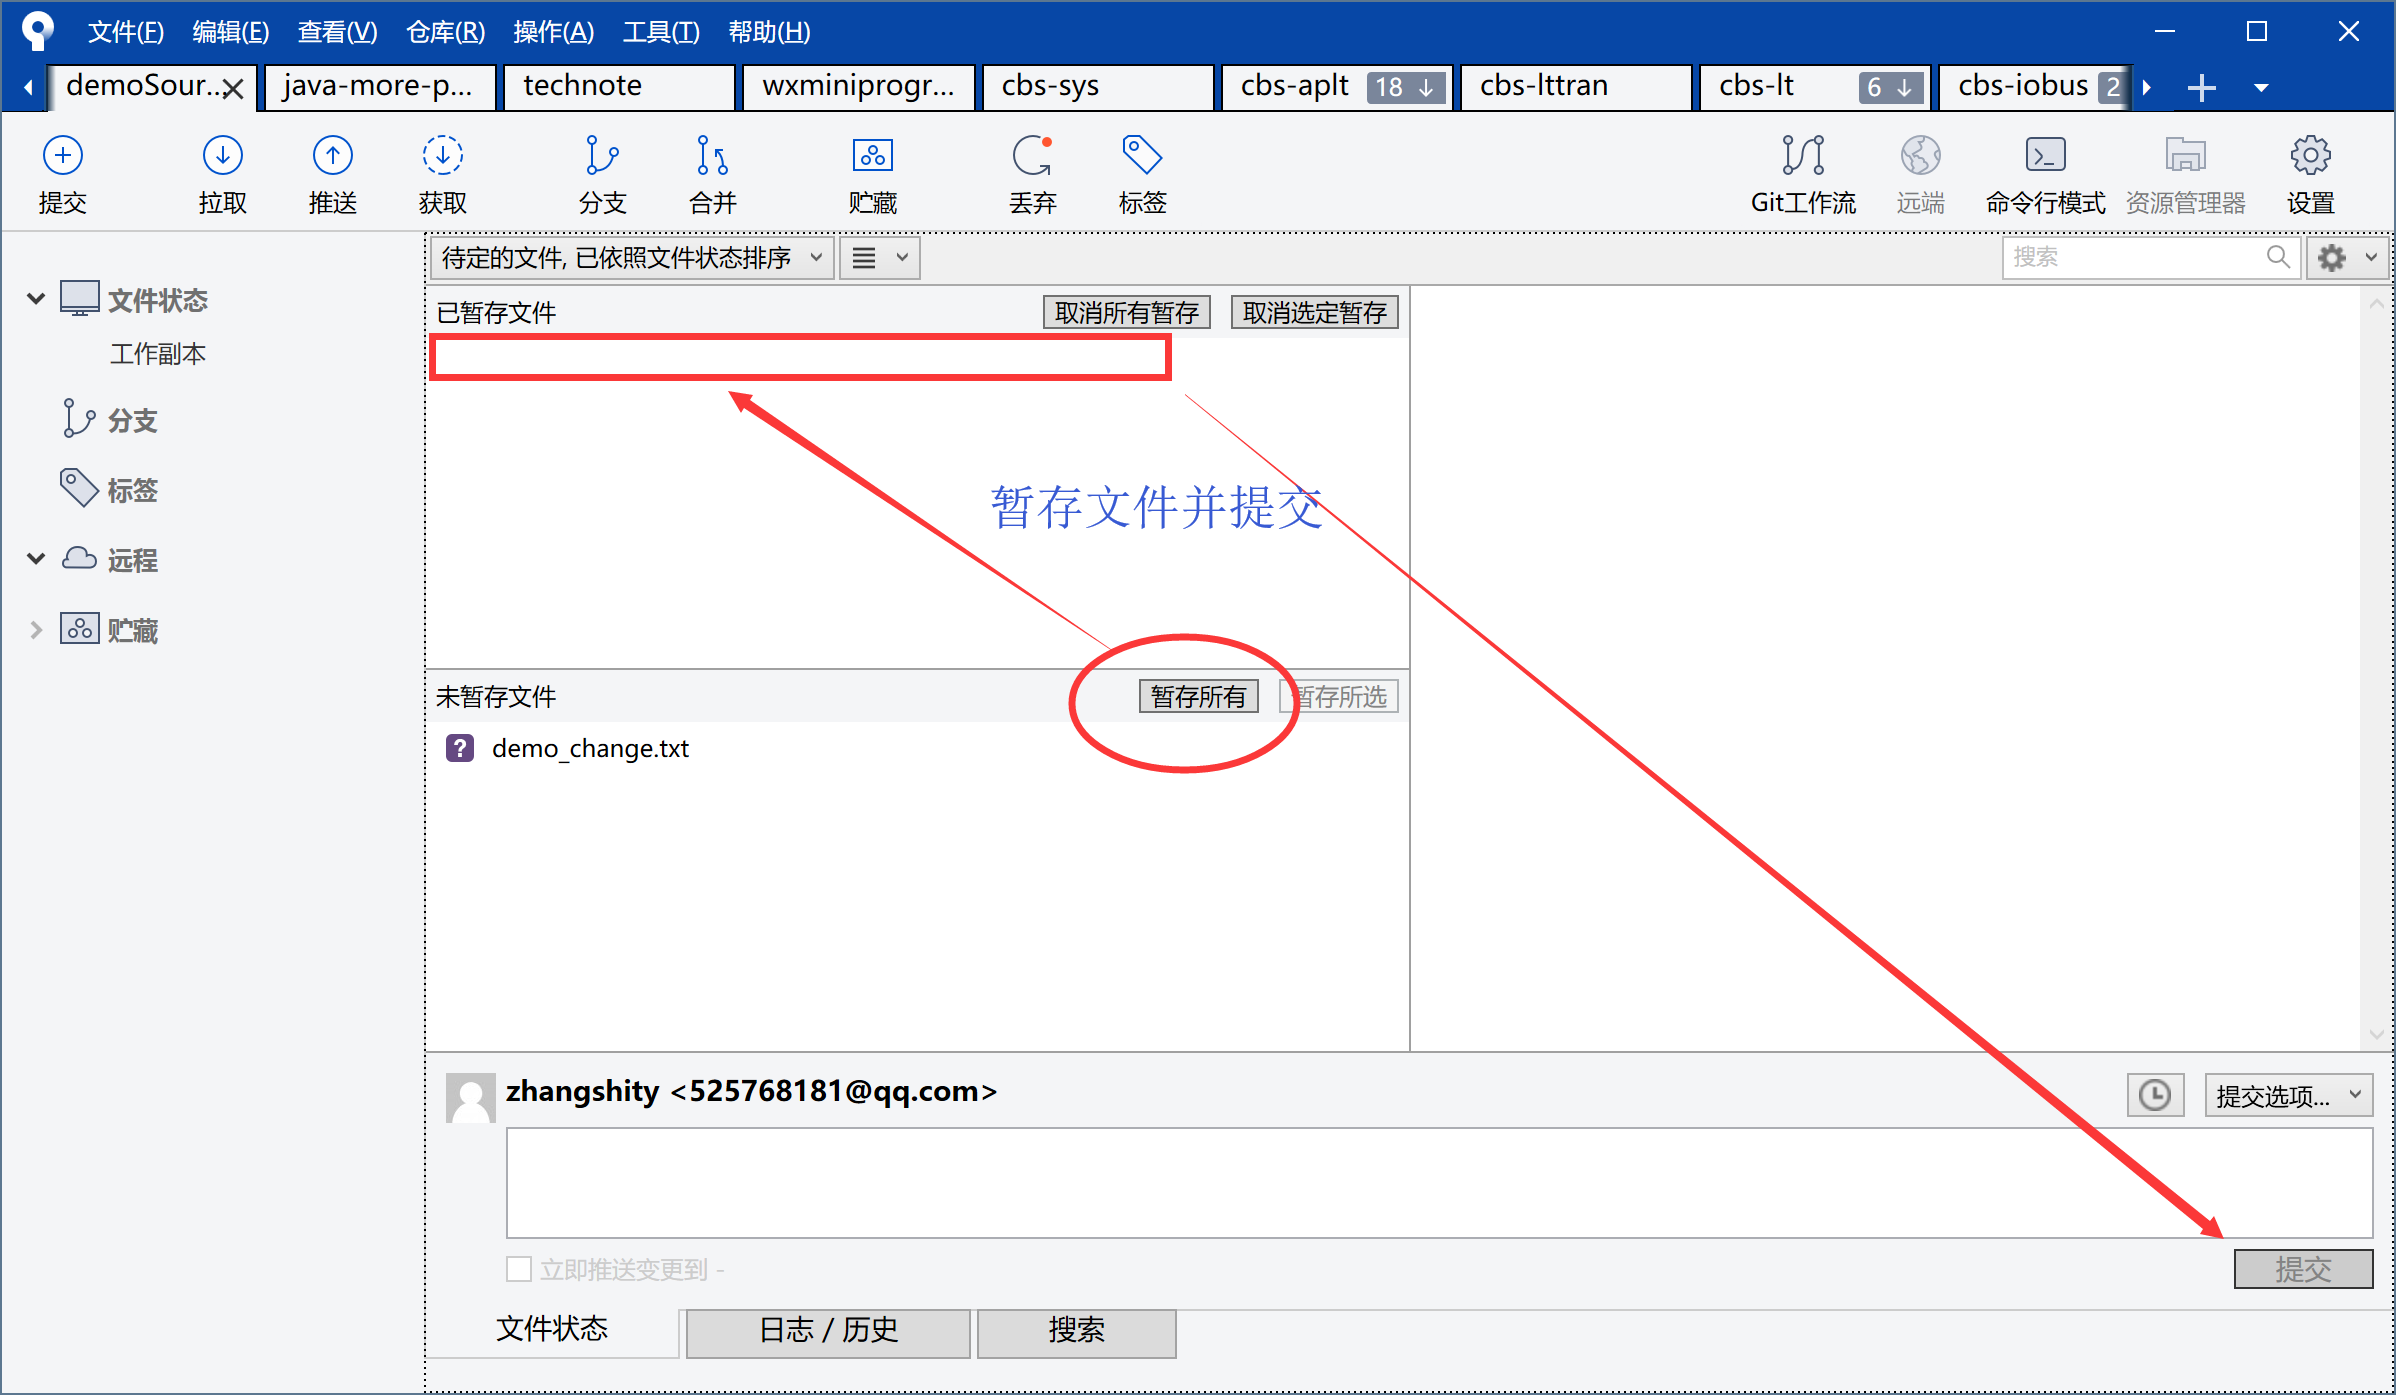 文件(F) 编辑(E) 查看(V) 仓库(R) 操作(A) 工具(T) 帮助(H)
demoSour... java-more-p... technote wxminiprogr... cbs-sys cbs-aplt 18 cbs-lttran cbs-lt 6 cbs-iobus 2
提交 拉取 推送 获取 分支 合并 贮藏 丢弃 标签 Git工作流 远端 命令行模式 资源管理器 设置
待定的文件, 已依照文件状态排序 搜索
文件状态
工作副本
分支
标签
远程
贮藏
已暂存文件 取消所有暂存 取消选定暂存
暂存文件并提交
未暂存文件 暂存所有 暂存所选
? demo_change.txt
zhangshity <525768181@qq.com> 提交选项...
立即推送变更到 -
提交
文件状态 日志 / 历史 搜索